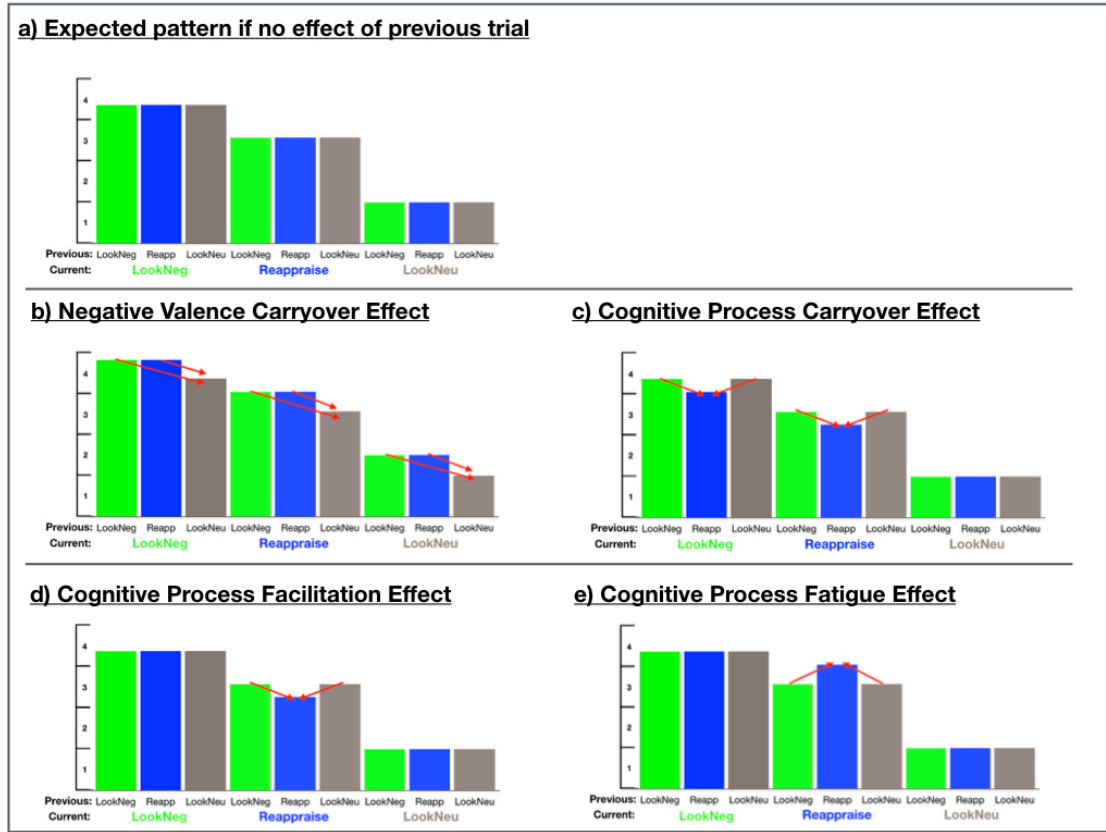 a) Expected pattern if no effect of previous trial
4
3
2
1
Previous: LookNeg Reapp LookNeu LookNeg Reapp LookNeu LookNeg Reapp LookNeu
Current: LookNeg Reappraise LookNeu
b) Negative Valence Carryover Effect
4
3
2
1
Previous: LookNeg Reapp LookNeu LookNeg Reapp LookNeu LookNeg Reapp LookNeu
Current: LookNeg Reappraise LookNeu
c) Cognitive Process Carryover Effect
4
3
2
1
Previous: LookNeg Reapp LookNeu LookNeg Reapp LookNeu LookNeg Reapp LookNeu
Current: LookNeg Reappraise LookNeu
d) Cognitive Process Facilitation Effect
4
3
2
1
Previous: LookNeg Reapp LookNeu LookNeg Reapp LookNeu LookNeg Reapp LookNeu
Current: LookNeg Reappraise LookNeu
e) Cognitive Process Fatigue Effect
4
3
2
1
Previous: LookNeg Reapp LookNeu LookNeg Reapp LookNeu LookNeg Reapp LookNeu
Current: LookNeg Reappraise LookNeu